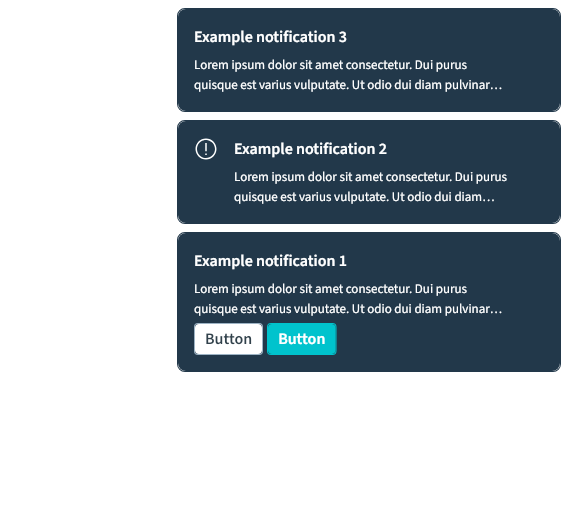 Example notification 3
Lorem ipsum dolor sit amet consectetur. Dui purus
quisque est varius vulputate. Ut odio dui diam pulvinar…
Example notification 2
Lorem ipsum dolor sit amet consectetur. Dui purus
quisque est varius vulputate. Ut odio dui diam…
Example notification 1
Lorem ipsum dolor sit amet consectetur. Dui purus
quisque est varius vulputate. Ut odio dui diam pulvinar…
Button Button